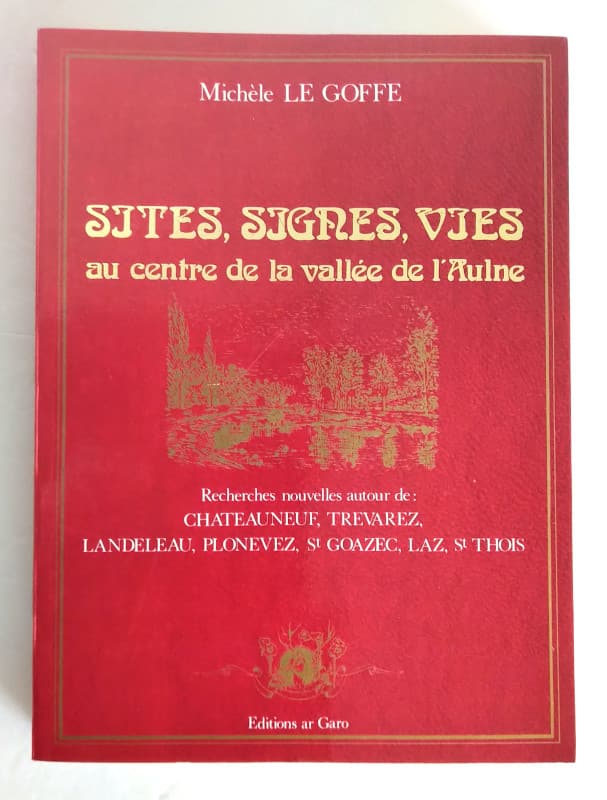 Michèle LE GOFFE
SITES, SIGNES, VIES
au centre de la vallée de l'Aulne
Recherches nouvelles autour de :
CHATEAUNEUF, TREVAREZ,
LANDELEAU, PLONEVEZ, St GOAZEC, LAZ, St THOIS
Editions ar Garo